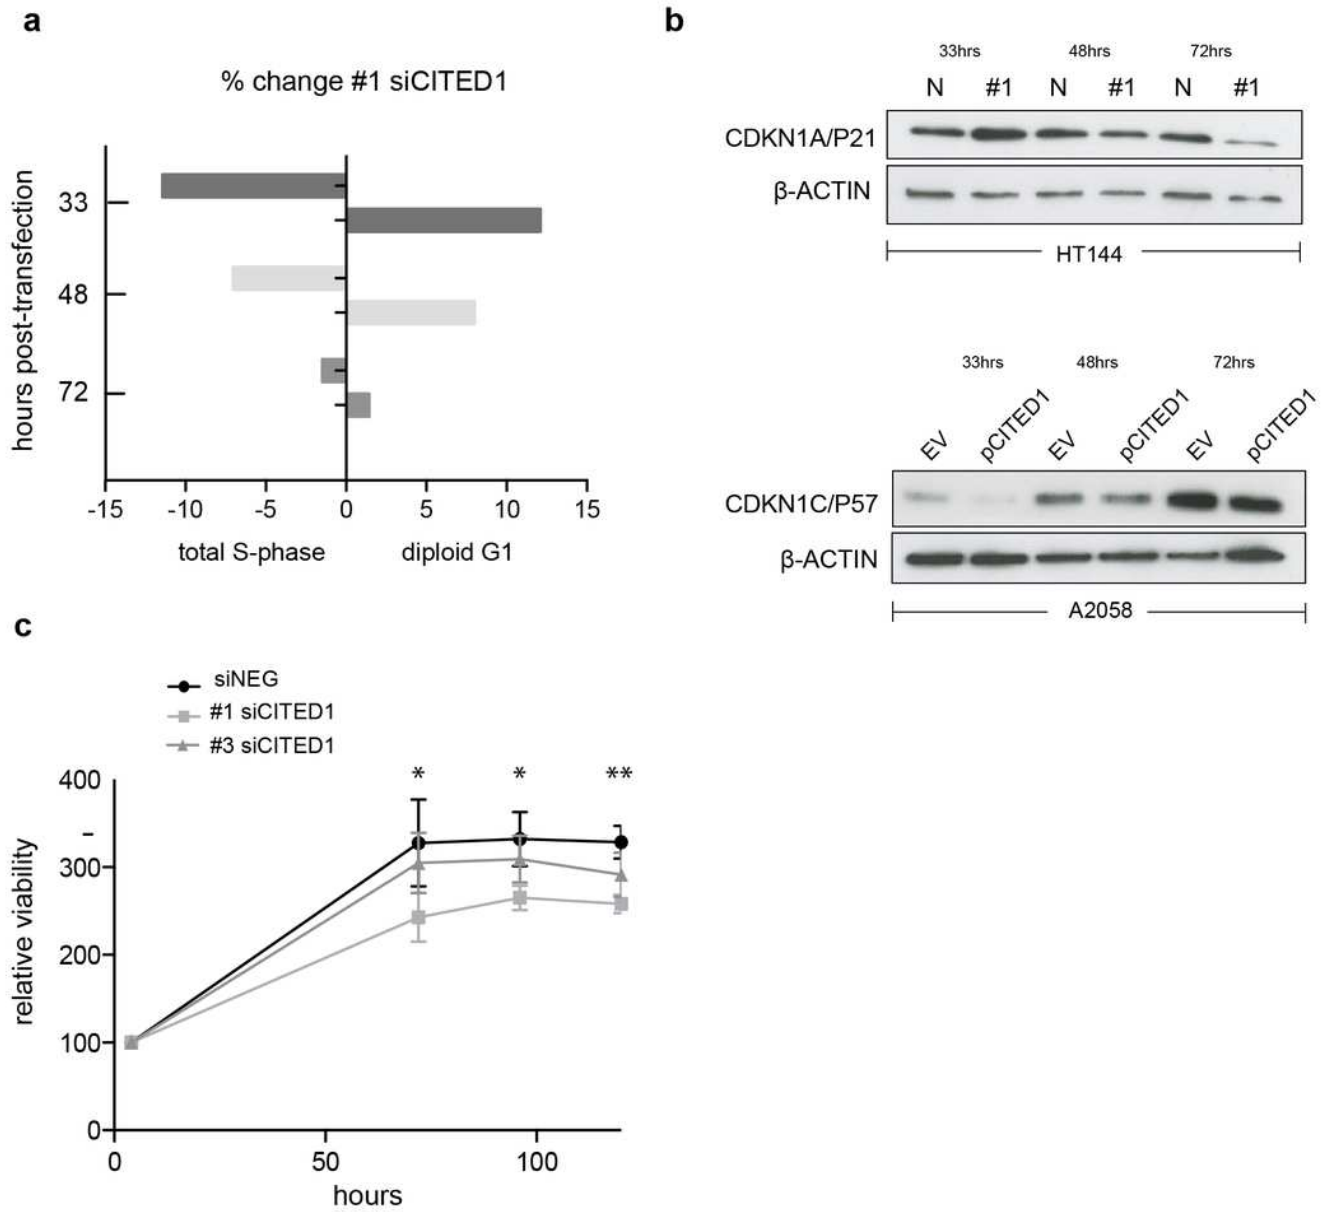 a
% change #1 siCITED1
hours post-transfection
33
48
72
-15 -10 -5 0 5 10 15
total S-phase diploid G1
b
33hrs 48hrs 72hrs
N #1 N #1 N #1
CDKN1A/P21
β-ACTIN
HT144
33hrs 48hrs 72hrs
EV pCITED1 EV pCITED1 EV pCITED1
CDKN1C/P57
β-ACTIN
A2058
c
siNEG
#1 siCITED1
#3 siCITED1
* * **
relative viability
400
300
200
100
0
0 50 100
hours